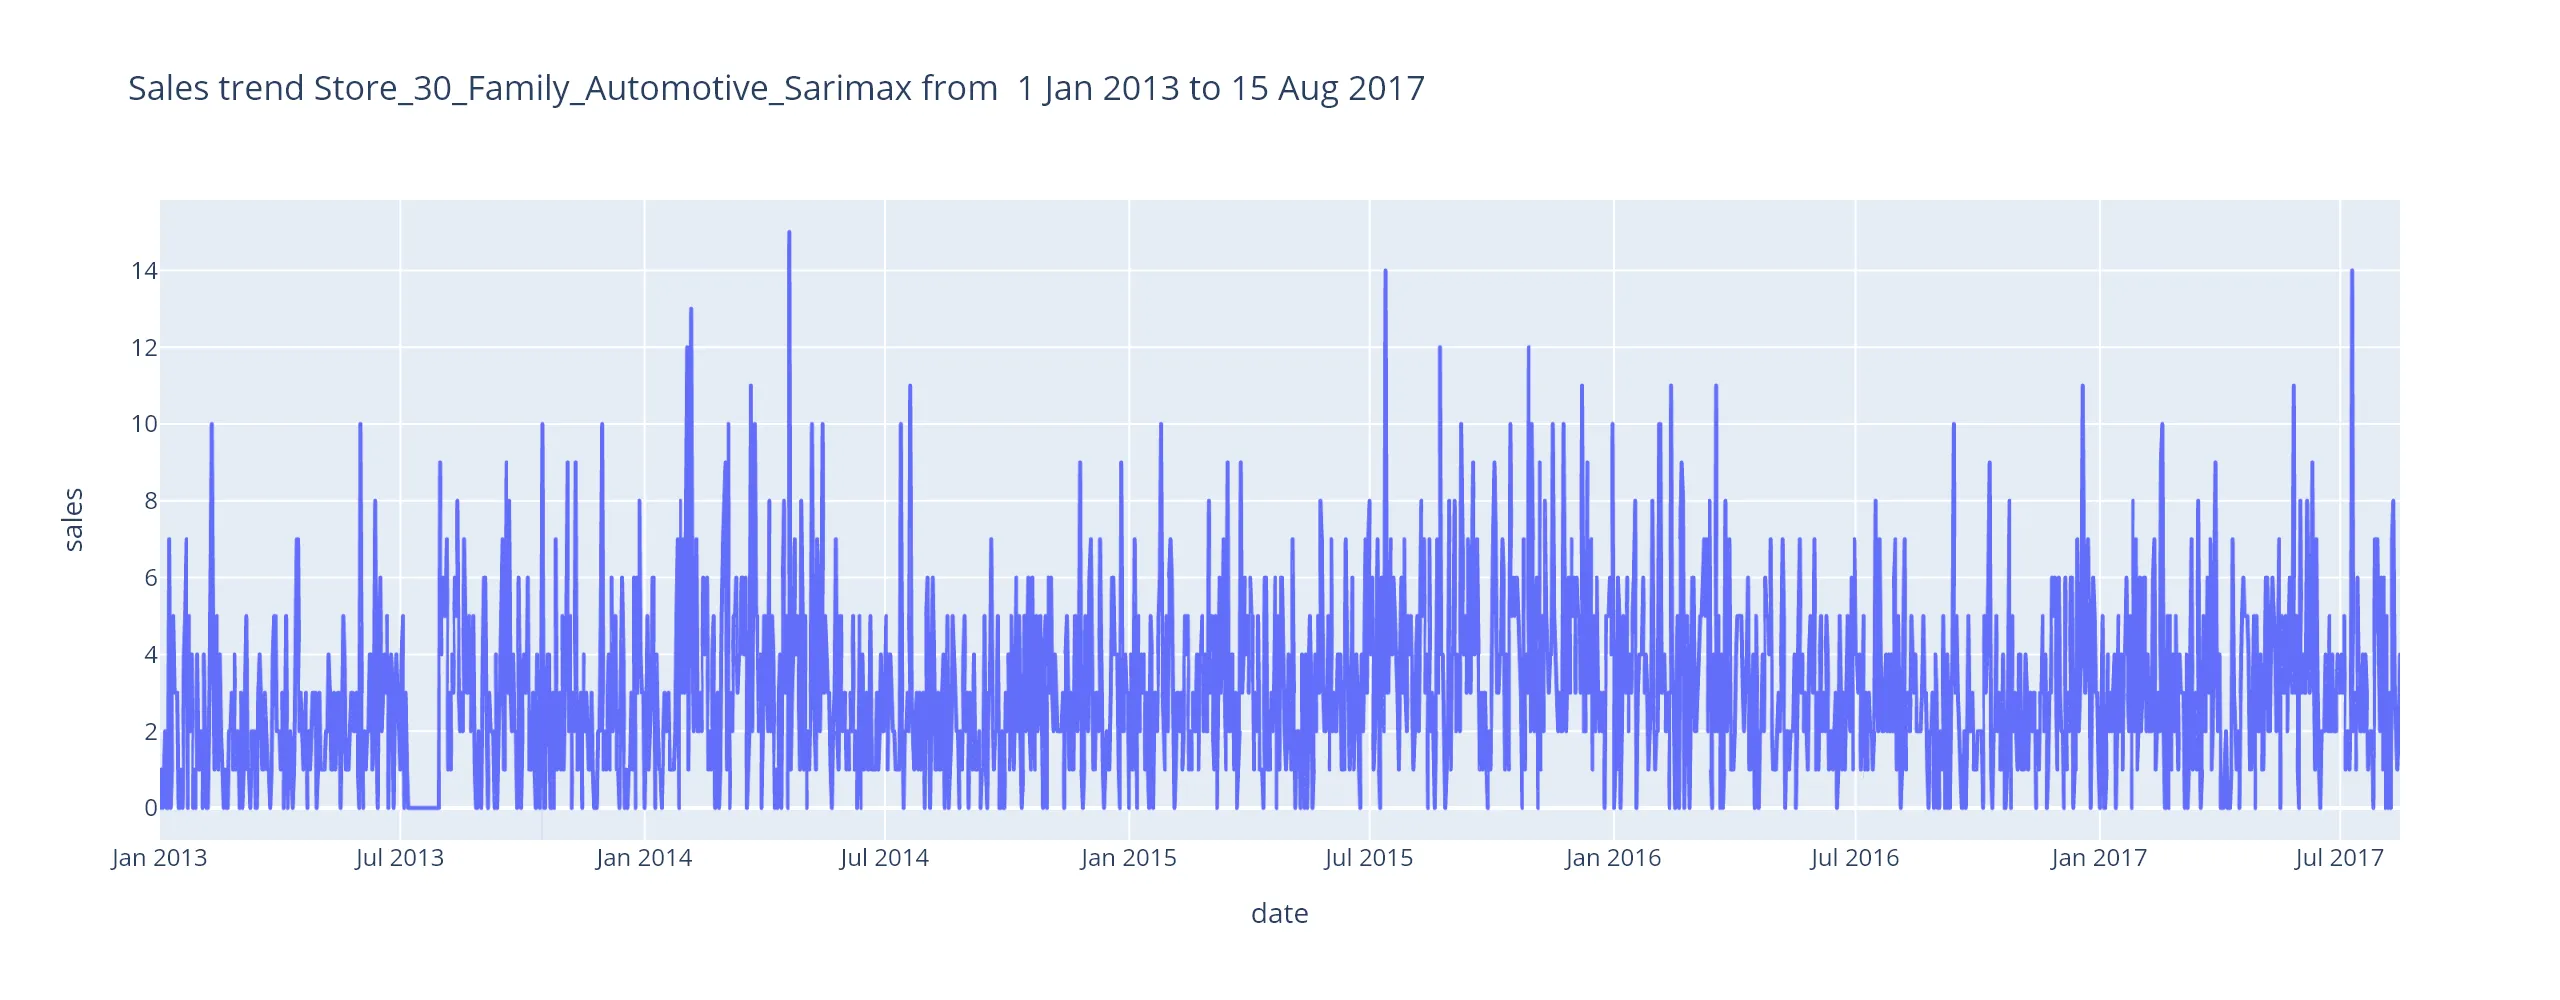 Sales trend Store_30_Family_Automotive_Sarimax from  1 Jan 2013 to 15 Aug 2017
14
12
10
8
6
4
2
0
sales
Jan 2013 Jul 2013 Jan 2014 Jul 2014 Jan 2015 Jul 2015 Jan 2016 Jul 2016 Jan 2017 Jul 2017
date